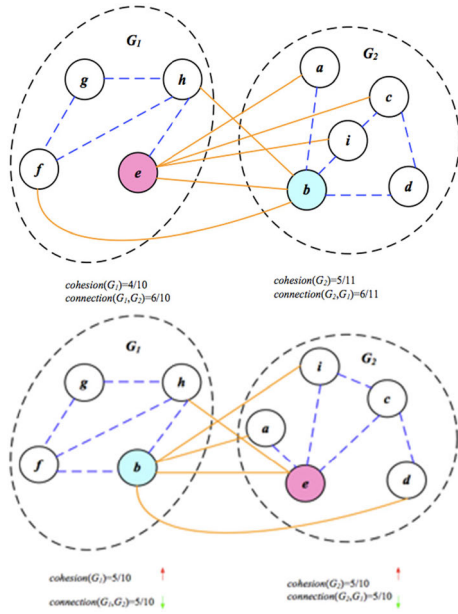 G1
G2
g
h
a
c
i
f
e
b
d
cohesion(G1)=4/10
connection(G1,G2)=6/10
cohesion(G2)=5/11
connection(G2,G1)=6/11
G1
G2
g
h
i
c
a
f
b
e
d
cohesion(G1)=5/10
connection(G1,G2)=5/10
cohesion(G2)=5/10
connection(G2,G1)=5/10